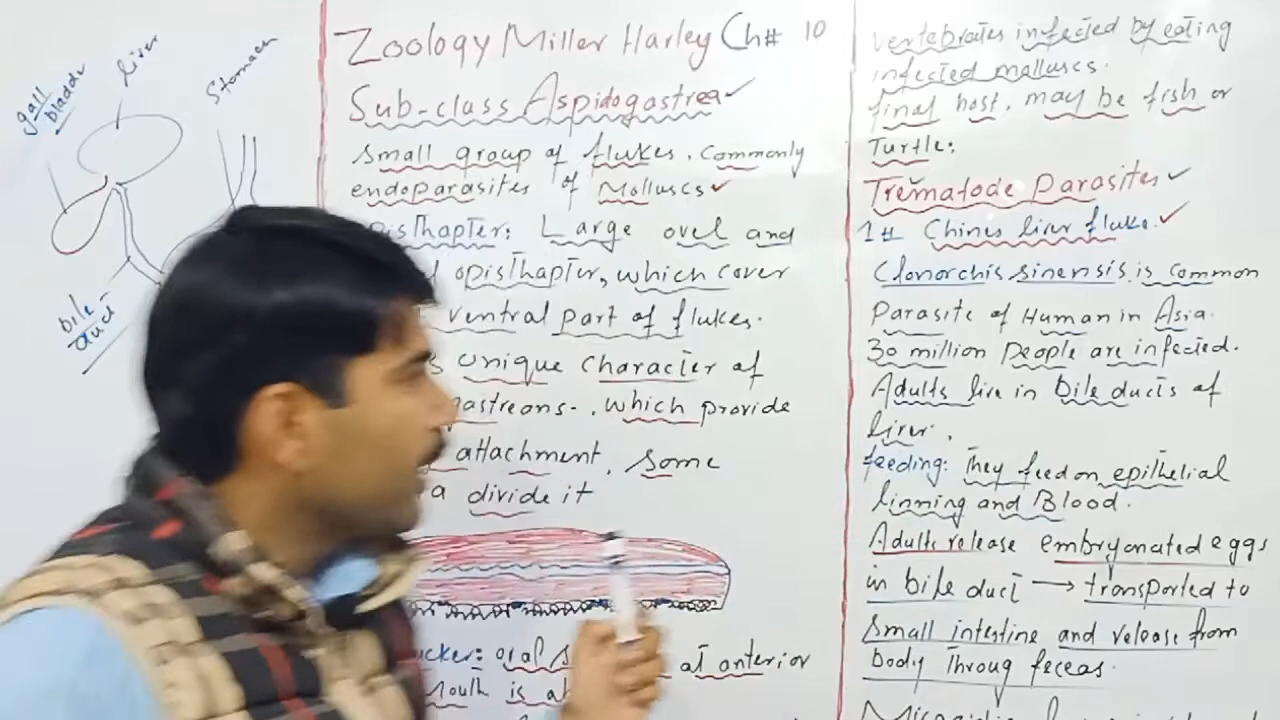 gall
bladder
liver
Stomach
bile
duct
Zoology Miller Harley Ch# 10
Sub-class Aspidogastrea
Small group of flukes. Commonly
endoparasites of Molluscs
pisthapter: Large ovel and
opisthapter, which cover
ventral part of flukes.
unique character of
gastreans-. which provide
attachment. Some
a divide it
ucker: oral at anterior
mouth is
vertebrates infected by eating
infected molluscs.
final host. may be fish or
Turtle:
Trematode Parasites
1# Chines liver fluke.
Clonorchis sinensis. is common
Parasite of Human in Asia.
30 million people are infected.
Adults live in bile ducts of
liver.
feeding: They feed on epithelial
linning and Blood.
Adults release embryonated eggs
in bile duct → transported to
small intestine and release from
body throug feceas.